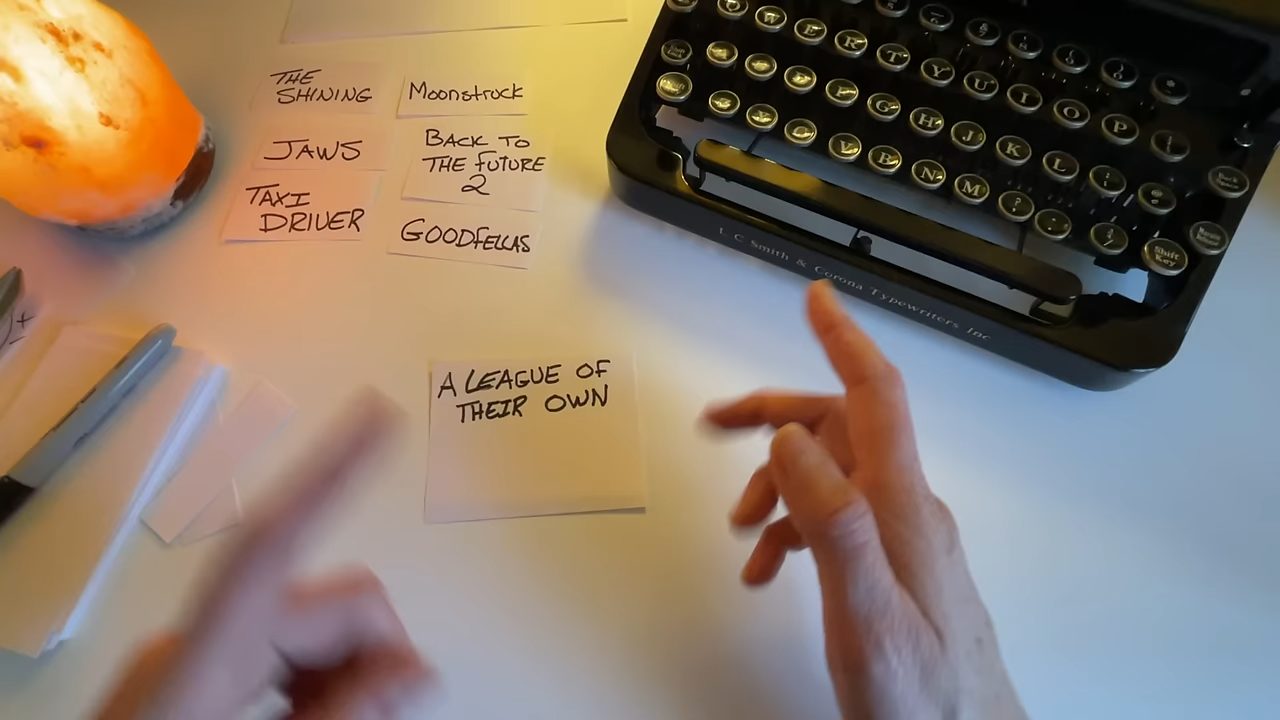 THE
SHINING
Moonstruck
JAWS
BACK TO
THE FUTURE
2
TAXI
DRIVER
GOODFELLAS
A LEAGUE OF
THEIR OWN
W E R T Y U I O P
F G H J K L
V B N M
Shift
Key
L C Smith & Corona Typewriters Inc